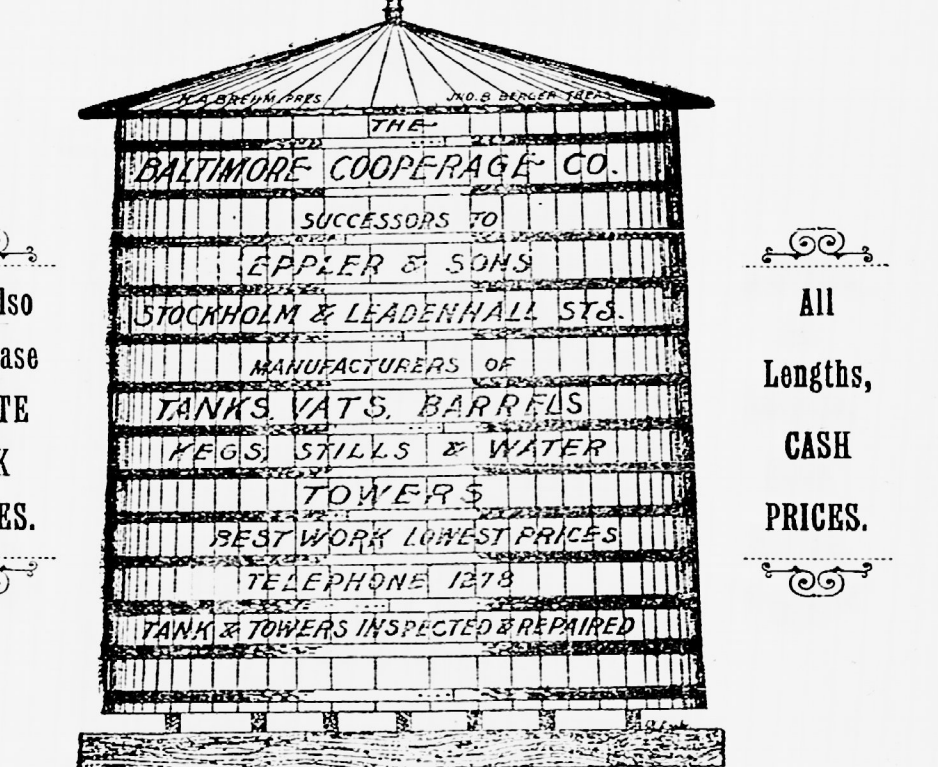 H.A. BREHM, PRES JNO. B BERGER TREAS
THE
BALTIMORE COOPERAGE CO.
SUCCESSORS TO
EPPLER & SONS
STOCKHOLM & LEADENHALL STS.
MANUFACTURERS OF
TANKS, VATS, BARRELS
KEGS, STILLS & WATER
TOWERS
BEST WORK LOWEST PRICES
TELEPHONE 1278
TANK & TOWERS INSPECTED & REPAIRED
lso
ase
TE
K
ES.
All
Lengths,
CASH
PRICES.